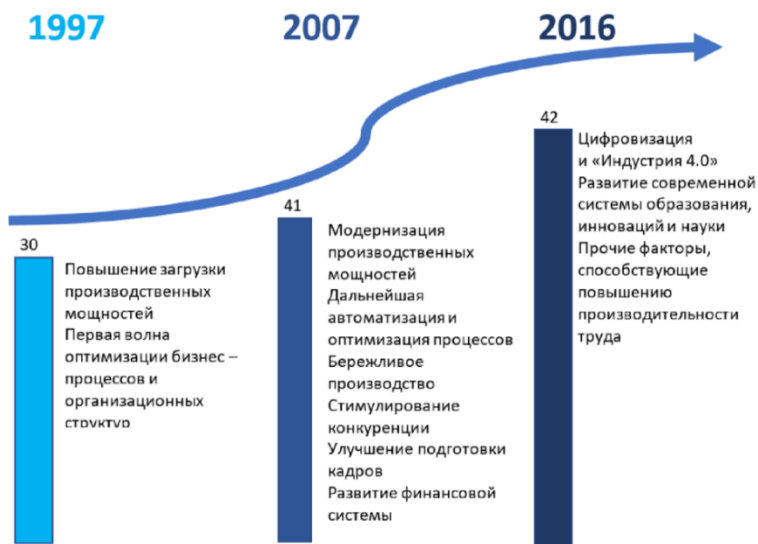 1997
2007
2016
30
Повышение загрузки
производственных
мощностей
Первая волна
оптимизации бизнес –
процессов и
организационных
структур
41
Модернизация
производственных
мощностей
Дальнейшая
автоматизация и
оптимизация процессов
Бережливое
производство
Стимулирование
конкуренции
Улучшение подготовки
кадров
Развитие финансовой
системы
42
Цифровизация
и «Индустрия 4.0»
Развитие современной
системы образования,
инноваций и науки
Прочие факторы,
способствующие
повышению
производительности
труда